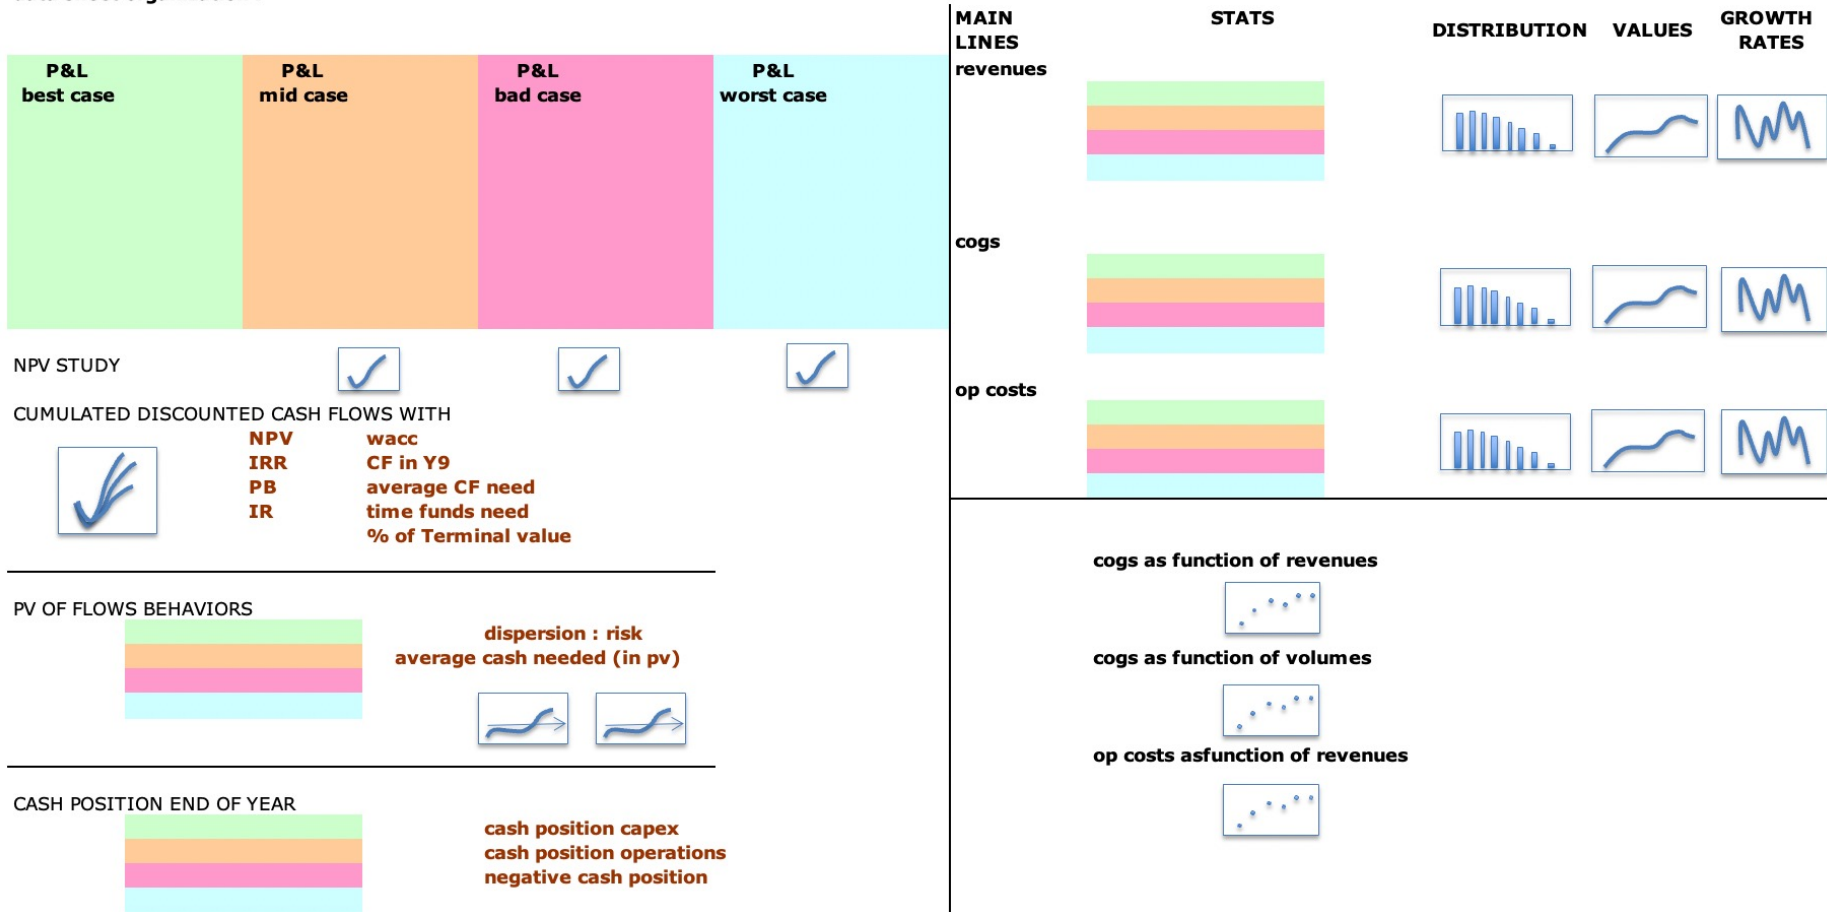 P&L P&L P&L P&L
best case mid case bad case worst case
NPV STUDY
CUMULATED DISCOUNTED CASH FLOWS WITH
NPV wacc
IRR CF in Y9
PB average CF need
IR time funds need
% of Terminal value
PV OF FLOWS BEHAVIORS
dispersion : risk
average cash needed (in pv)
CASH POSITION END OF YEAR
cash position capex
cash position operations
negative cash position
MAIN STATS GROWTH
LINES DISTRIBUTION VALUES RATES
revenues
cogs
op costs
cogs as function of revenues
cogs as function of volumes
op costs asfunction of revenues